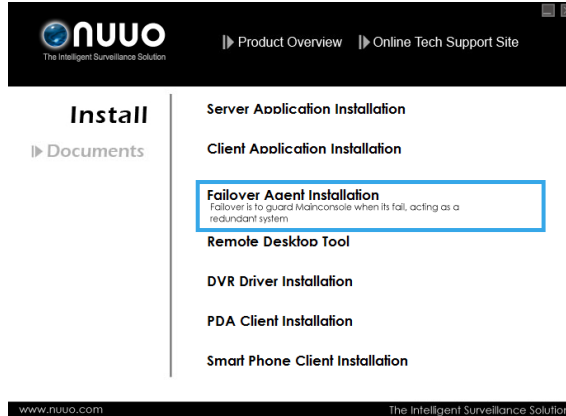 nuuo
The Intelligent Surveillance Solution
Product Overview
Online Tech Support Site
Install
Documents
Server Application Installation
Client Application Installation
Failover Agent Installation
Failover is to guard Mainconsole when its fail, acting as a
redundant system
Remote Desktop Tool
DVR Driver Installation
PDA Client Installation
Smart Phone Client Installation
www.nuuo.com
The Intelligent Surveillance Solution